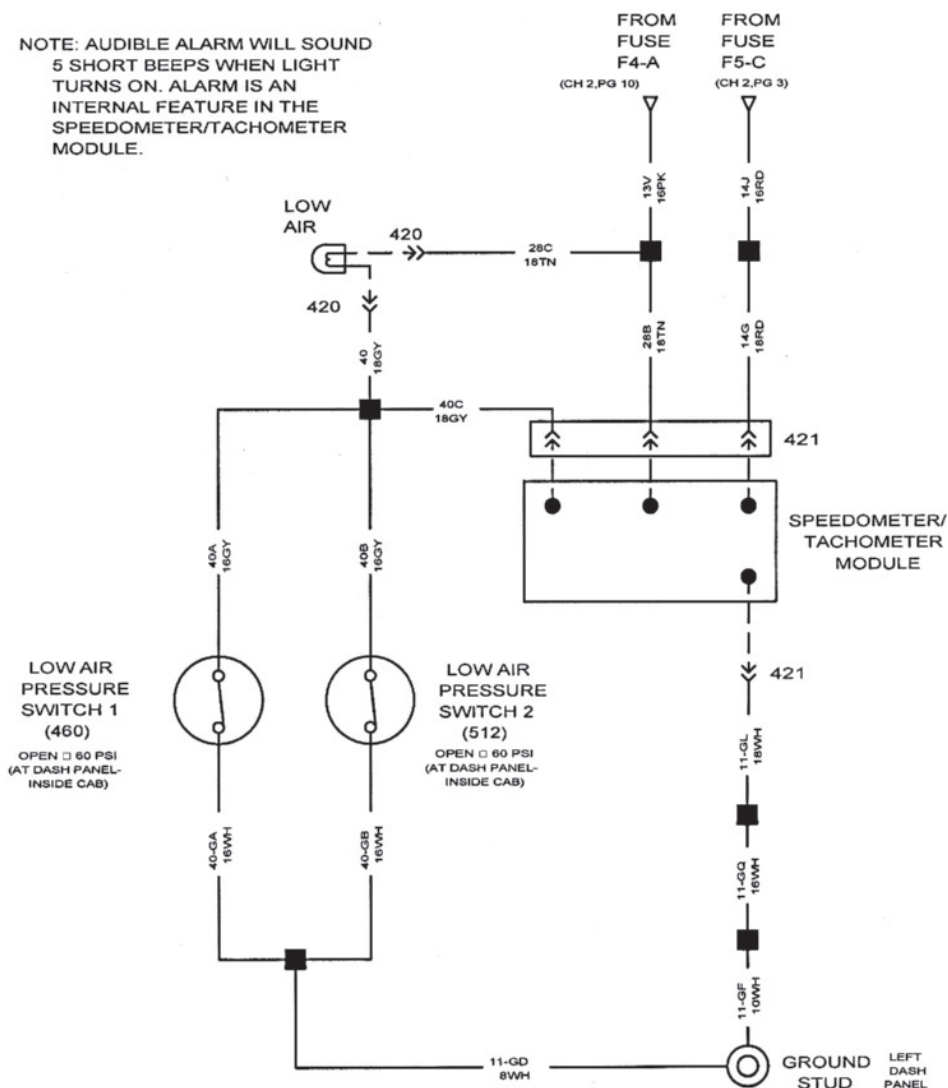 NOTE: AUDIBLE ALARM WILL SOUND
5 SHORT BEEPS WHEN LIGHT
TURNS ON. ALARM IS AN
INTERNAL FEATURE IN THE
SPEEDOMETER/TACHOMETER
MODULE.
FROM
FUSE
F4-A
(CH 2,PG 10)
FROM
FUSE
F5-C
(CH 2,PG 3)
13V
16PK
14J
16RD
LOW
AIR
420
28C
18TN
420
40
18GY
28B
18TN
14G
18RD
40C
18GY
421
SPEEDOMETER/
TACHOMETER
MODULE
40A
16GY
40B
16GY
LOW AIR
PRESSURE
SWITCH 1
(460)
OPEN □ 60 PSI
(AT DASH PANEL-
INSIDE CAB)
LOW AIR
PRESSURE
SWITCH 2
(512)
OPEN □ 60 PSI
(AT DASH PANEL-
INSIDE CAB)
421
11-GL
18WH
40-GA
16WH
40-GB
16WH
11-GQ
16WH
11-GF
10WH
11-GD
8WH
GROUND
STUD
LEFT
DASH
PANEL